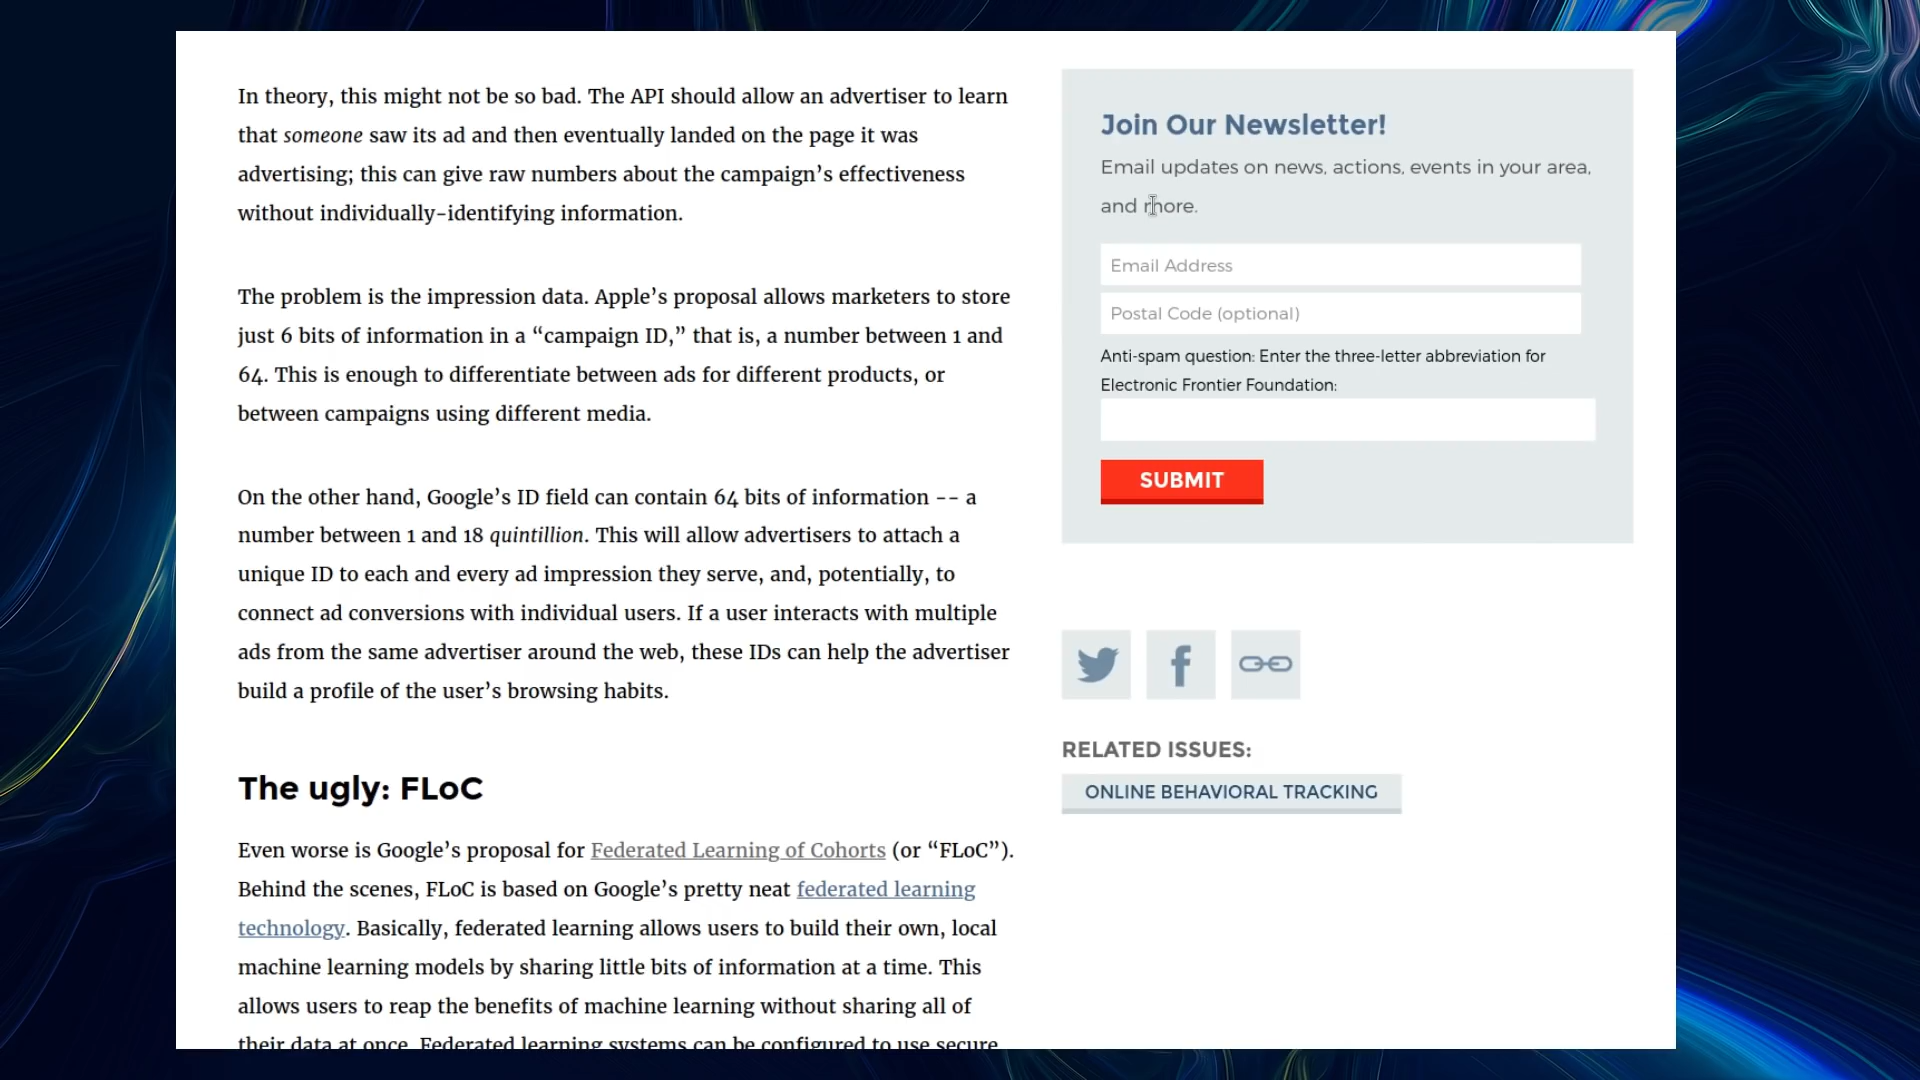 In theory, this might not be so bad. The API should allow an advertiser to learn
that someone saw its ad and then eventually landed on the page it was
advertising; this can give raw numbers about the campaign’s effectiveness
without individually-identifying information.
The problem is the impression data. Apple’s proposal allows marketers to store
just 6 bits of information in a “campaign ID,” that is, a number between 1 and
64. This is enough to differentiate between ads for different products, or
between campaigns using different media.
On the other hand, Google’s ID field can contain 64 bits of information -- a
number between 1 and 18 quintillion. This will allow advertisers to attach a
unique ID to each and every ad impression they serve, and, potentially, to
connect ad conversions with individual users. If a user interacts with multiple
ads from the same advertiser around the web, these IDs can help the advertiser
build a profile of the user’s browsing habits.
The ugly: FLoC
Even worse is Google’s proposal for Federated Learning of Cohorts (or “FLoC”).
Behind the scenes, FLoC is based on Google’s pretty neat federated learning
technology. Basically, federated learning allows users to build their own, local
machine learning models by sharing little bits of information at a time. This
allows users to reap the benefits of machine learning without sharing all of
their data at once. Federated learning systems can be configured to use secure
Join Our Newsletter!
Email updates on news, actions, events in your area,
and more.
Email Address
Postal Code (optional)
Anti-spam question: Enter the three-letter abbreviation for
Electronic Frontier Foundation:
SUBMIT
RELATED ISSUES:
ONLINE BEHAVIORAL TRACKING